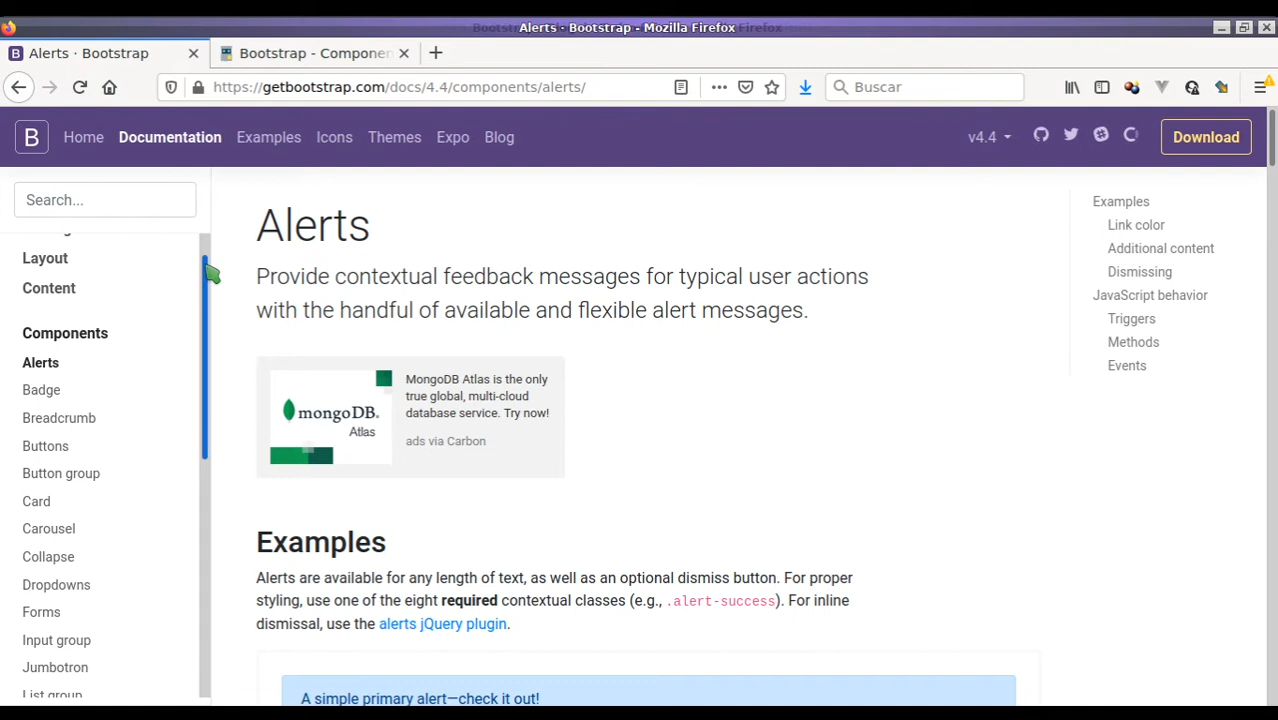 Alerts · Bootstrap - Mozilla Firefox
Alerts · Bootstrap
Bootstrap - Componen
https://getbootstrap.com/docs/4.4/components/alerts/
Buscar
B
Home
Documentation
Examples
Icons
Themes
Expo
Blog
v4.4
Download
Search...
Layout
Content
Components
Alerts
Badge
Breadcrumb
Buttons
Button group
Card
Carousel
Collapse
Dropdowns
Forms
Input group
Jumbotron
List group
Alerts
Provide contextual feedback messages for typical user actions
with the handful of available and flexible alert messages.
mongoDB.
Atlas
MongoDB Atlas is the only
true global, multi-cloud
database service. Try now!
ads via Carbon
Examples
Alerts are available for any length of text, as well as an optional dismiss button. For proper
styling, use one of the eight required contextual classes (e.g., .alert-success). For inline
dismissal, use the alerts jQuery plugin.
A simple primary alert—check it out!
Examples
Link color
Additional content
Dismissing
JavaScript behavior
Triggers
Methods
Events